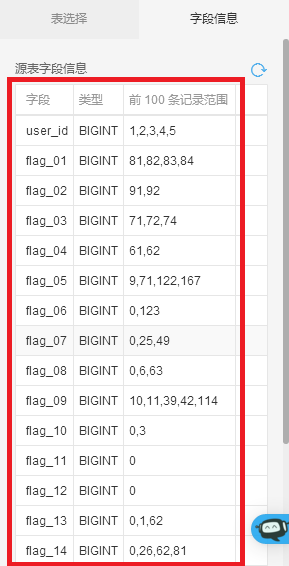 表选择 字段信息
源表字段信息
字段 类型 前 100 条记录范围
user_id BIGINT 1,2,3,4,5
flag_01 BIGINT 81,82,83,84
flag_02 BIGINT 91,92
flag_03 BIGINT 71,72,74
flag_04 BIGINT 61,62
flag_05 BIGINT 9,71,122,167
flag_06 BIGINT 0,123
flag_07 BIGINT 0,25,49
flag_08 BIGINT 0,6,63
flag_09 BIGINT 10,11,39,42,114
flag_10 BIGINT 0,3
flag_11 BIGINT 0
flag_12 BIGINT 0
flag_13 BIGINT 0,1,62
flag_14 BIGINT 0,26,62,81